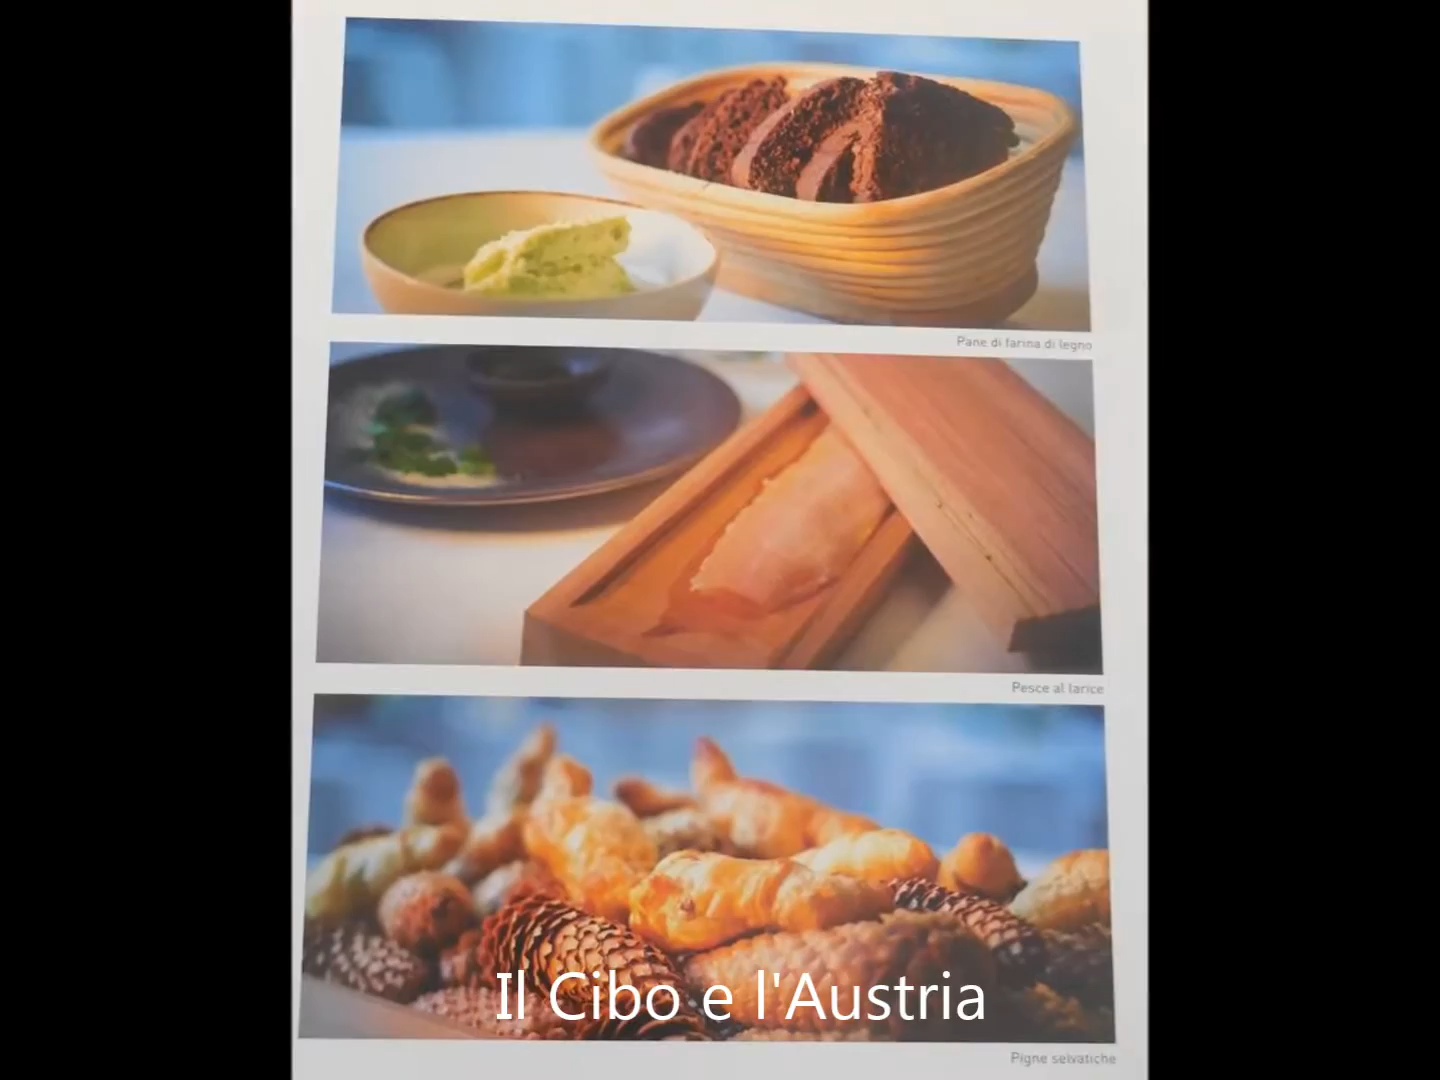 Pane di farina di legno
Pesce al larice
Il Cibo e l'Austria
Pigne selvatiche